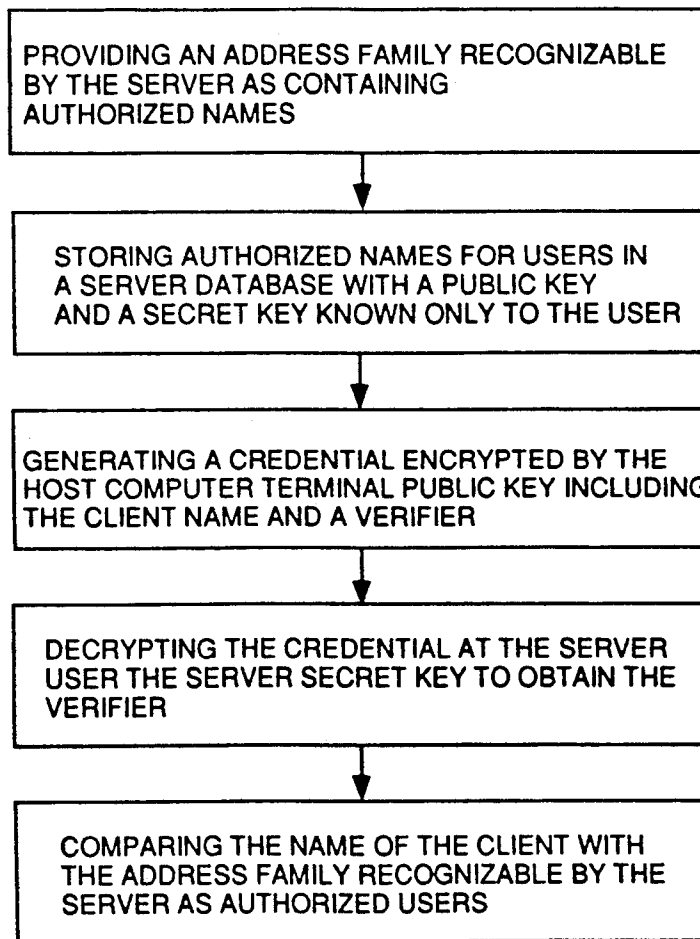 PROVIDING AN ADDRESS FAMILY RECOGNIZABLE
BY THE SERVER AS CONTAINING
AUTHORIZED NAMES
STORING AUTHORIZED NAMES FOR USERS IN
A SERVER DATABASE WITH A PUBLIC KEY
AND A SECRET KEY KNOWN ONLY TO THE USER
GENERATING A CREDENTIAL ENCRYPTED BY THE
HOST COMPUTER TERMINAL PUBLIC KEY INCLUDING
THE CLIENT NAME AND A VERIFIER
DECRYPTING THE CREDENTIAL AT THE SERVER
USER THE SERVER SECRET KEY TO OBTAIN THE
VERIFIER
COMPARING THE NAME OF THE CLIENT WITH
THE ADDRESS FAMILY RECOGNIZABLE BY THE
SERVER AS AUTHORIZED USERS